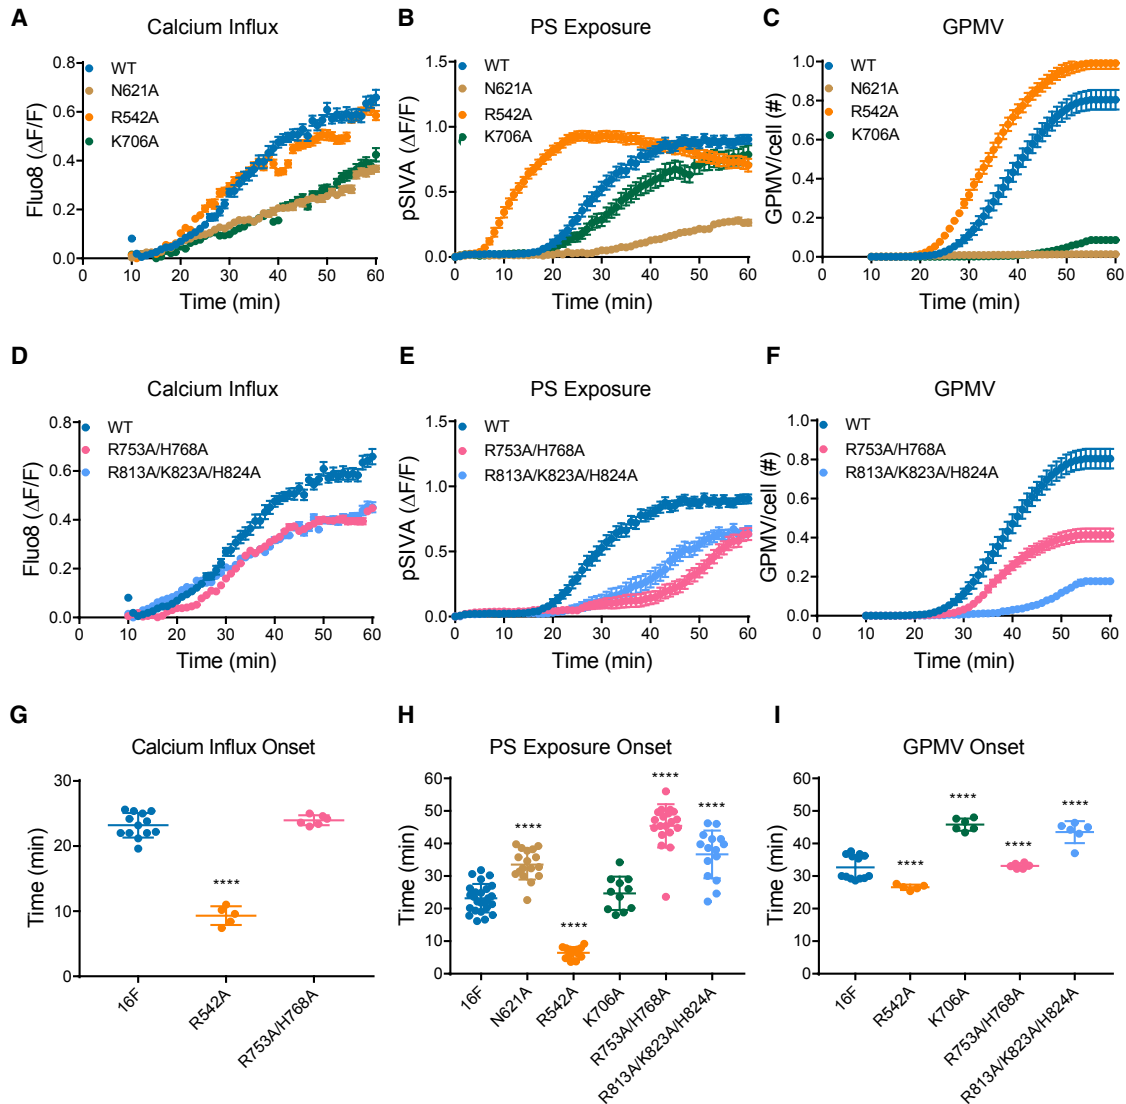 A
Calcium Influx
Fluo8 (ΔF/F)
0.8
0.6
0.4
0.2
0.0
WT
N621A
R542A
K706A
0 10 20 30 40 50 60
Time (min)
B
PS Exposure
pSIVA (ΔF/F)
1.5
1.0
0.5
0.0
WT
N621A
R542A
K706A
0 10 20 30 40 50 60
Time (min)
C
GPMV
GPMV/cell (#)
1.0
0.8
0.6
0.4
0.2
0.0
WT
N621A
R542A
K706A
0 10 20 30 40 50 60
Time (min)
D
Calcium Influx
Fluo8 (ΔF/F)
0.8
0.6
0.4
0.2
0.0
WT
R753A/H768A
R813A/K823A/H824A
0 10 20 30 40 50 60
Time (min)
E
PS Exposure
pSIVA (ΔF/F)
1.5
1.0
0.5
0.0
WT
R753A/H768A
R813A/K823A/H824A
0 10 20 30 40 50 60
Time (min)
F
GPMV
GPMV/cell (#)
1.0
0.8
0.6
0.4
0.2
0.0
WT
R753A/H768A
R813A/K823A/H824A
0 10 20 30 40 50 60
Time (min)
G
Calcium Influx Onset
Time (min)
30
20
10
0
****
16F
R542A
R753A/H768A
H
PS Exposure Onset
Time (min)
60
50
40
30
20
10
0
****
****
****
****
16F
N621A
R542A
K706A
R753A/H768A
R813A/K823A/H824A
I
GPMV Onset
Time (min)
60
50
40
30
20
10
0
****
****
****
****
16F
R542A
K706A
R753A/H768A
R813A/K823A/H824A